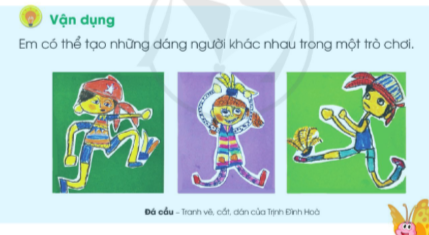 Vận dụng
Em có thể tạo những dáng người khác nhau trong một trò chơi.
Đá cầu – Tranh vẽ, cắt, dán của Trịnh Đình Hoà